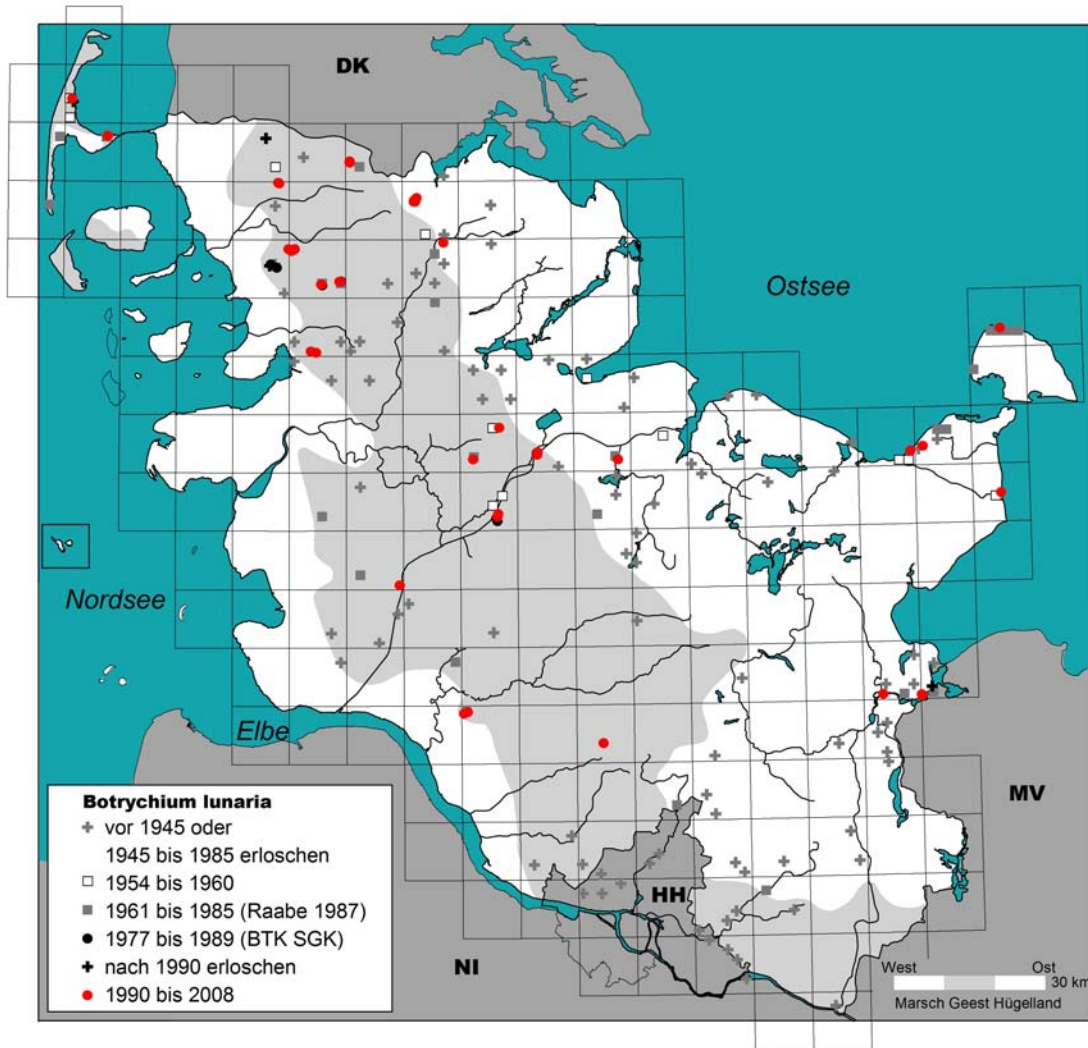 DK
Ostsee
Nordsee
Elbe
MV
HH
NI
Botrychium lunaria
vor 1945 oder
1945 bis 1985 erloschen
1954 bis 1960
1961 bis 1985 (Raabe 1987)
1977 bis 1989 (BTK SGK)
nach 1990 erloschen
1990 bis 2008
West Ost
30 km
Marsch Geest Hügelland